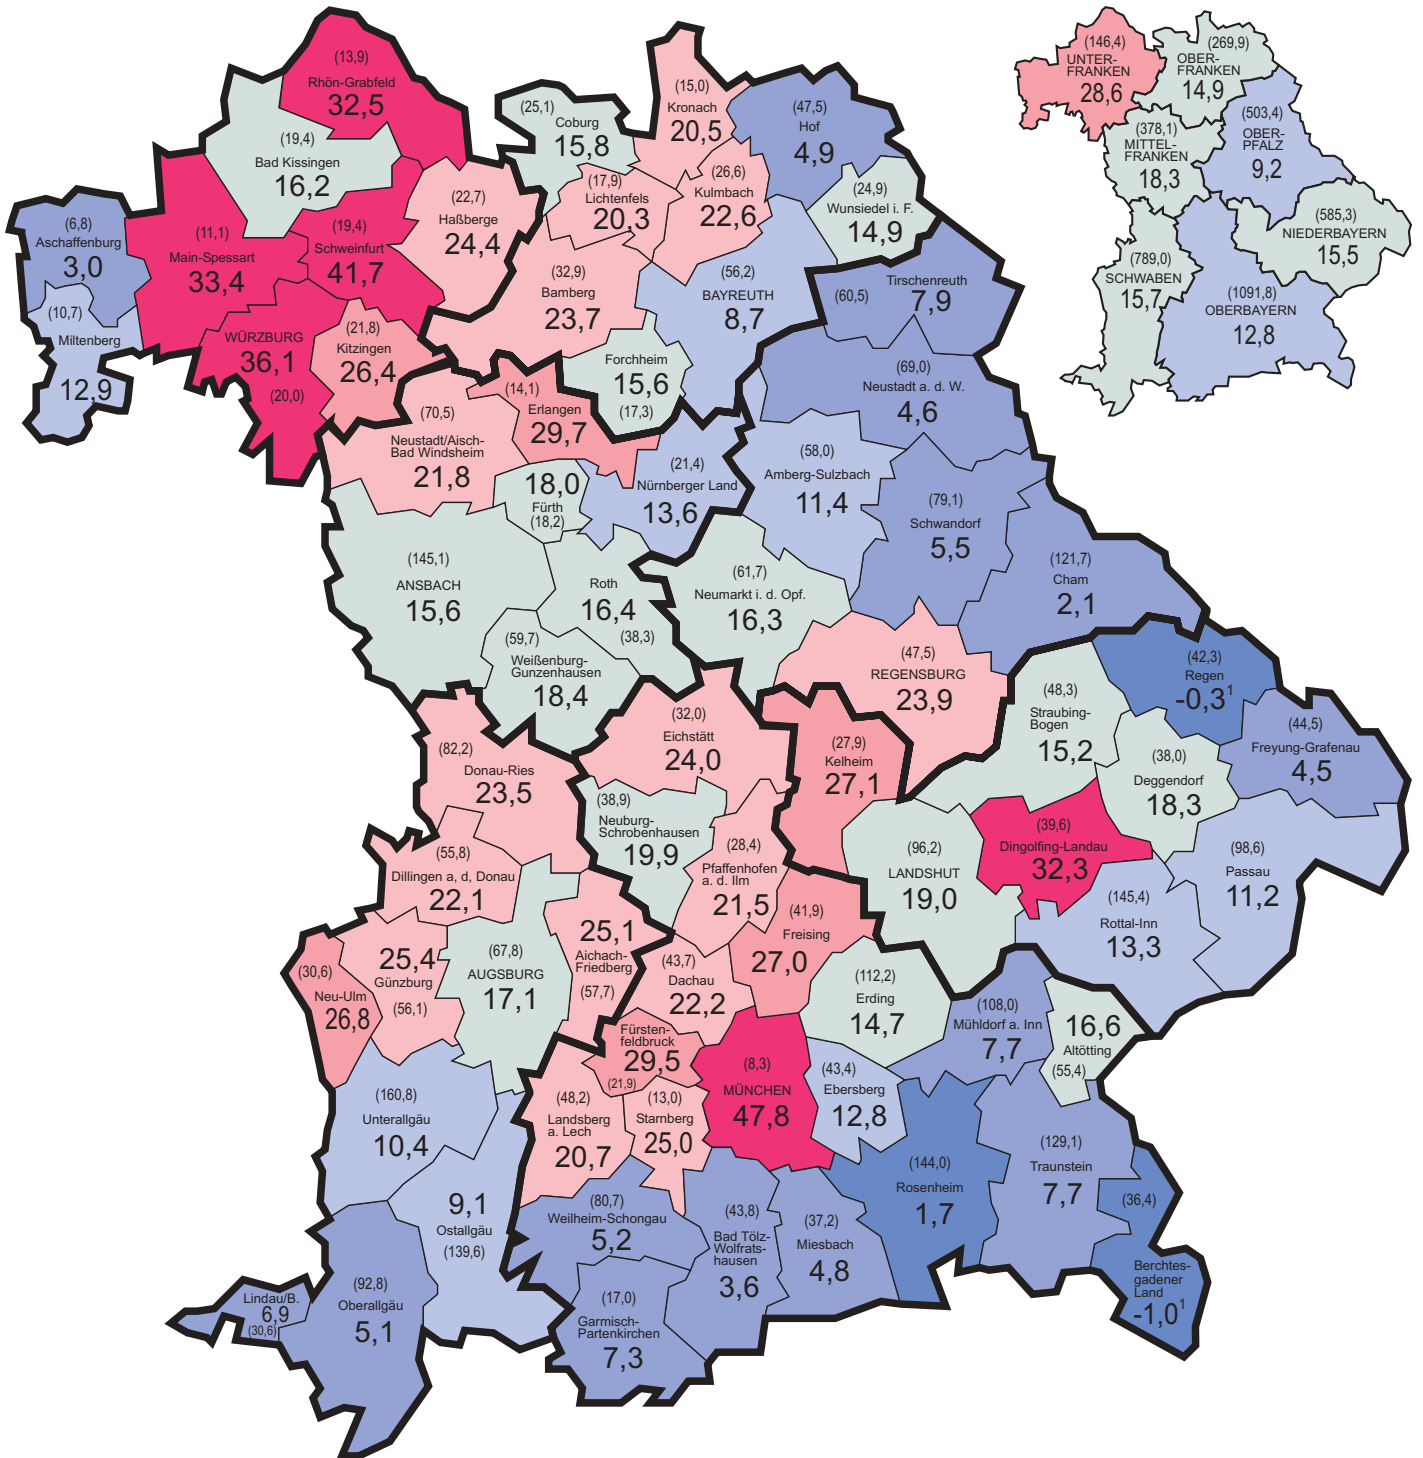 (13,9)
Rhön-Grabfeld
32,5
(19,4)
Bad Kissingen
16,2
(25,1)
Coburg
15,8
(15,0)
Kronach
20,5
(47,5)
Hof
4,9
(6,8)
Aschaffenburg
3,0
(11,1)
Main-Spessart
33,4
(19,4)
Schweinfurt
41,7
(22,7)
Haßberge
24,4
(17,9)
Lichtenfels
20,3
(26,6)
Kulmbach
22,6
(24,9)
Wunsiedel i. F.
14,9
(10,7)
Miltenberg
12,9
WÜRZBURG
36,1
(20,0)
(21,8)
Kitzingen
26,4
(32,9)
Bamberg
23,7
(56,2)
BAYREUTH
8,7
Tirschenreuth
(60,5)
7,9
Forchheim
15,6
(17,3)
(14,1)
Erlangen
29,7
(70,5)
Neustadt/Aisch-
Bad Windsheim
21,8
(69,0)
Neustadt a. d. W.
4,6
18,0
Fürth
(18,2)
(21,4)
Nürnberger Land
13,6
(58,0)
Amberg-Sulzbach
11,4
(79,1)
Schwandorf
5,5
(121,7)
Cham
2,1
(145,1)
ANSBACH
15,6
Roth
16,4
(38,3)
(61,7)
Neumarkt i. d. Opf.
16,3
(59,7)
Weißenburg-
Gunzenhausen
18,4
(47,5)
REGENSBURG
23,9
(42,3)
Regen
-0,3¹
(48,3)
Straubing-
Bogen
15,2
(44,5)
Freyung-Grafenau
4,5
(32,0)
Eichstätt
24,0
(27,9)
Kelheim
27,1
(38,0)
Deggendorf
18,3
(82,2)
Donau-Ries
23,5
(38,9)
Neuburg-
Schrobenhausen
19,9
(28,4)
Pfaffenhofen
a. d. Ilm
21,5
(96,2)
LANDSHUT
19,0
(39,6)
Dingolfing-Landau
32,3
(98,6)
Passau
11,2
(55,8)
Dillingen a, d, Donau
22,1
(145,4)
Rottal-Inn
13,3
25,4
Günzburg
(56,1)
(67,8)
AUGSBURG
17,1
25,1
Aichach-
Friedberg
(57,7)
(41,9)
Freising
27,0
(30,6)
Neu-Ulm
26,8
(43,7)
Dachau
22,2
(112,2)
Erding
14,7
(108,0)
Mühldorf a. Inn
7,7
16,6
Altötting
(55,4)
Fürsten-
feldbruck
29,5
(21,9)
(8,3)
MÜNCHEN
47,8
(43,4)
Ebersberg
12,8
(160,8)
Unterallgäu
10,4
(48,2)
Landsberg
a. Lech
20,7
(13,0)
Starnberg
25,0
(144,0)
Rosenheim
1,7
(129,1)
Traunstein
7,7
9,1
Ostallgäu
(139,6)
(80,7)
Weilheim-Schongau
5,2
(43,8)
Bad Tölz-
Wolfrats-
hausen
3,6
(37,2)
Miesbach
4,8
(36,4)
Berchtes-
gadener
Land
-1,0¹
Lindau/B.
6,9
(30,6)
(92,8)
Oberallgäu
5,1
(17,0)
Garmisch-
Partenkirchen
7,3
(146,4)
UNTER-
FRANKEN
28,6
(269,9)
OBER-
FRANKEN
14,9
(378,1)
MITTEL-
FRANKEN
18,3
(503,4)
OBER-
PFALZ
9,2
(585,3)
NIEDERBAYERN
15,5
(789,0)
SCHWABEN
15,7
(1091,8)
OBERBAYERN
12,8